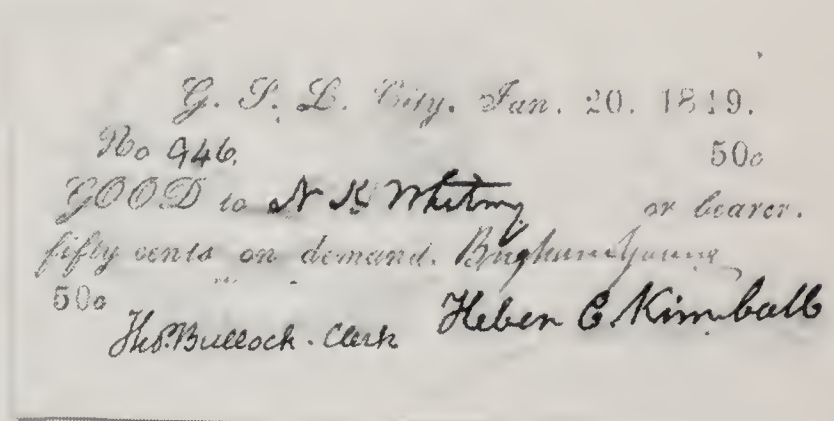 G. S. L. City, Jan. 20. 1849.
No 946. 50c
GOOD to N K Whitney or bearer.
fifty cents on demand. Brigham Young
50c
Tho.s Bullock. Clerk Heber C. Kimball